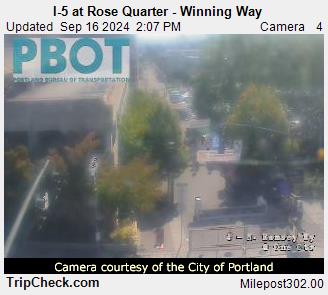 I-5 at Rose Quarter - Winning Way
Updated Sep 16 2024 2:07 PM Camera 4
PBOT
PORTLAND BUREAU OF TRANSPORTATION
Camera courtesy of the City of Portland
TripCheck.com Milepost302.00